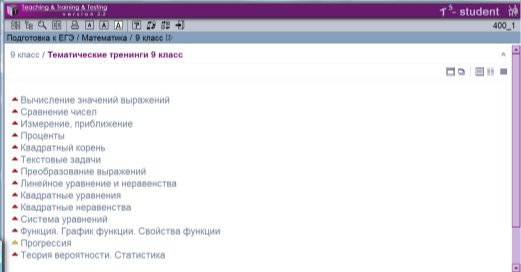 Teaching & Training & Testing
version 2.2
T 3 - student
400_1
Подготовка к ЕГЭ / Математика / 9 класс
9 класс / Тематические тренинги 9 класс
Вычисление значений выражений
Сравнение чисел
Измерение, приближение
Проценты
Квадратный корень
Текстовые задачи
Преобразование выражений
Линейное уравнение и неравенства
Квадратные уравнения
Квадратные неравенства
Система уравнений
Функция. График функции. Свойства функции
Прогрессия
Теория вероятности. Статистика